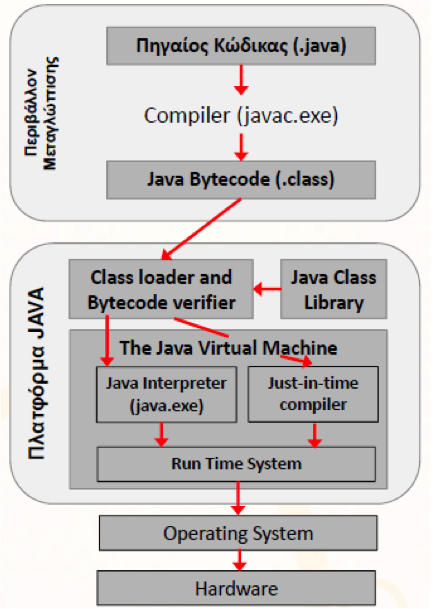 Πηγαίος Κώδικας (.java)
Compiler (javac.exe)
Java Bytecode (.class)
Περιβάλλον
Μεταγλώττισης
Class loader and
Bytecode verifier
Java Class
Library
The Java Virtual Machine
Java Interpreter
(java.exe)
Just-in-time
compiler
Run Time System
Πλατφόρμα JAVA
Operating System
Hardware